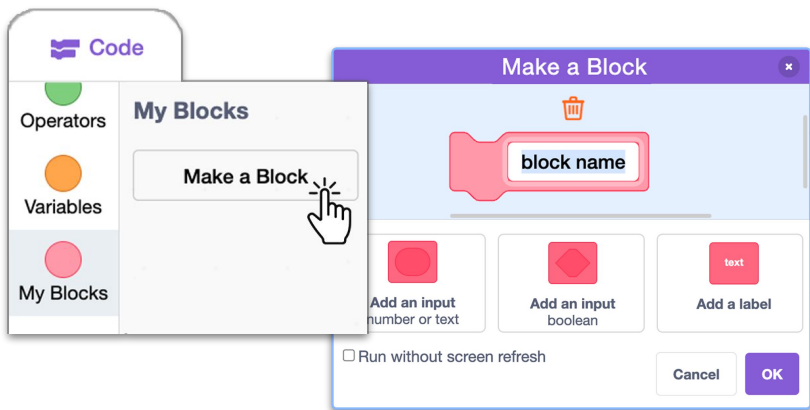 Code
Operators
Variables
My Blocks
My Blocks
Make a Block
Make a Block
block name
Add an input
number or text
Add an input
boolean
text
Add a label
Run without screen refresh
Cancel
OK